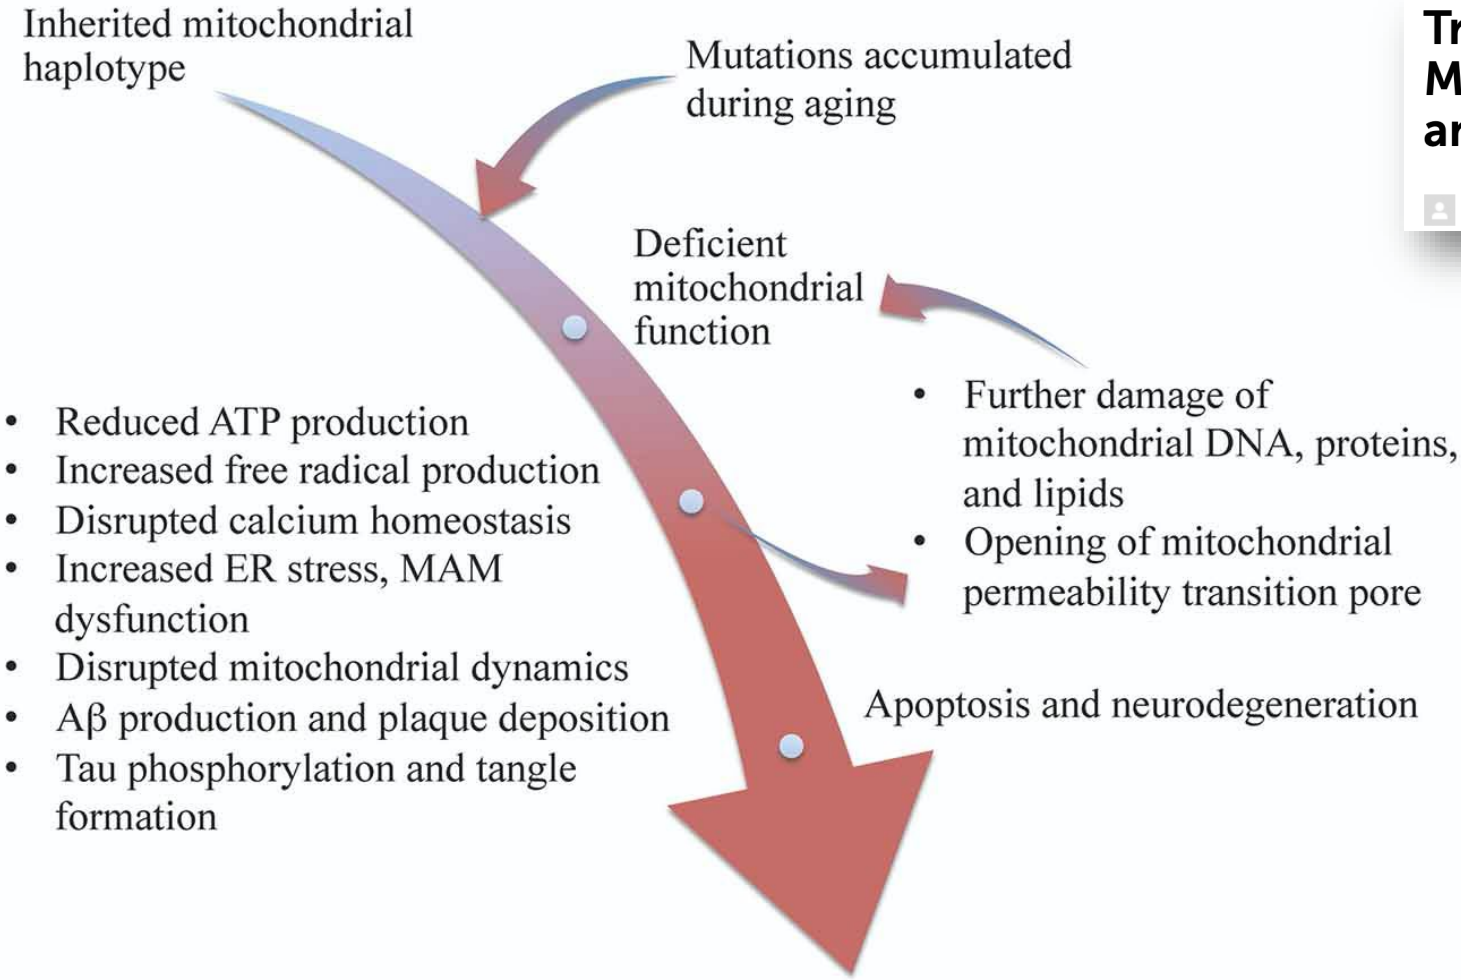 Inherited mitochondrial
haplotype
Mutations accumulated
during aging
Deficient
mitochondrial
function
• Reduced ATP production
• Increased free radical production
• Disrupted calcium homeostasis
• Increased ER stress, MAM
dysfunction
• Disrupted mitochondrial dynamics
• Aβ production and plaque deposition
• Tau phosphorylation and tangle
formation
• Further damage of
mitochondrial DNA, proteins,
and lipids
• Opening of mitochondrial
permeability transition pore
Apoptosis and neurodegeneration